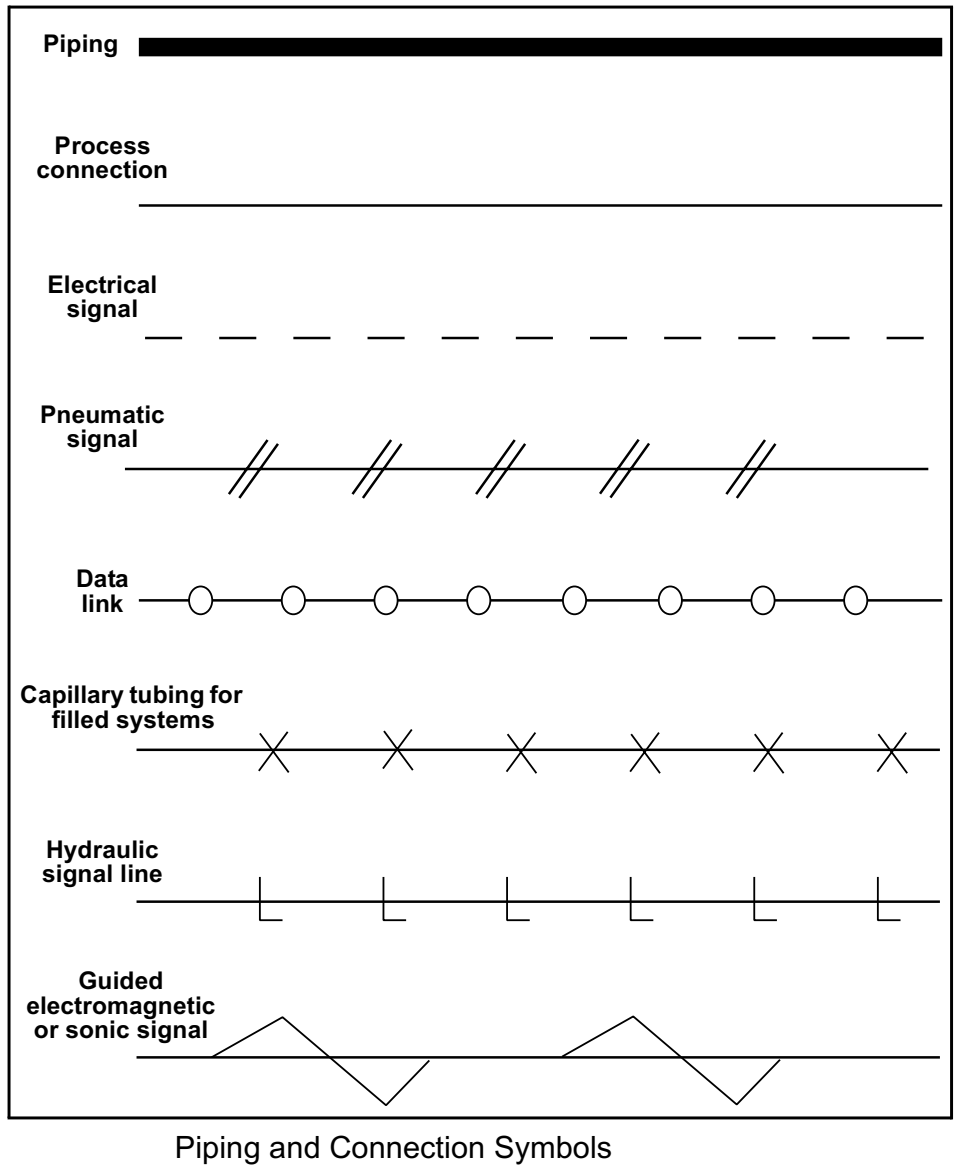 Piping
Process
connection
Electrical
signal
Pneumatic
signal
Data
link
Capillary tubing for
filled systems
Hydraulic
signal line
Guided
electromagnetic
or sonic signal
Piping and Connection Symbols